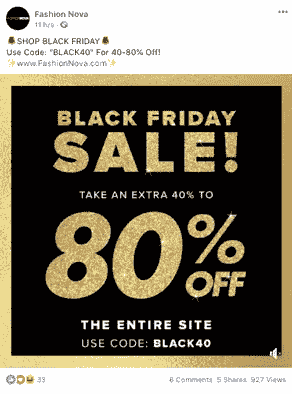 Fashion Nova
11 hrs ·
SHOP BLACK FRIDAY
Use Code: "BLACK40" For 40-80% Off!
www.FashionNova.com
BLACK FRIDAY
SALE!
TAKE AN EXTRA 40% TO
80% OFF
THE ENTIRE SITE
USE CODE: BLACK40
33
6 Comments 5 Shares 927 Views